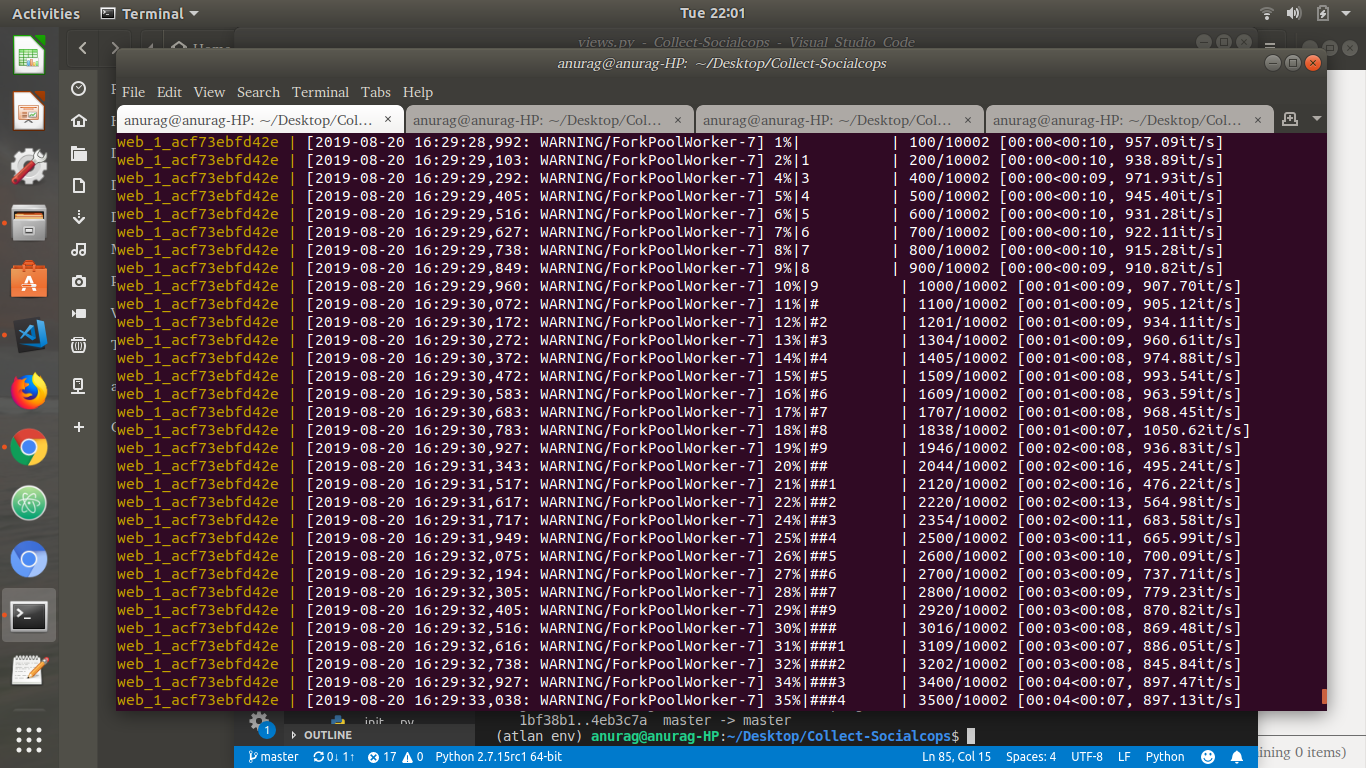 Activities Terminal Tue 22:01
Home
views.py - Collect-Socialcops - Visual Studio Code
anurag@anurag-HP: ~/Desktop/Collect-Socialcops
File Edit View Search Terminal Tabs Help
anurag@anurag-HP: ~/Desktop/Col... × anurag@anurag-HP: ~/Desktop/Col... × anurag@anurag-HP: ~/Desktop/Col... × anurag@anurag-HP: ~/Desktop/Col... ×
web_1_acf73ebfd42e | [2019-08-20 16:29:28,992: WARNING/ForkPoolWorker-7] 1%| | 100/10002 [00:00<00:10, 957.09it/s]
web_1_acf73ebfd42e | [2019-08-20 16:29:29,103: WARNING/ForkPoolWorker-7] 2%|1 | 200/10002 [00:00<00:10, 938.89it/s]
web_1_acf73ebfd42e | [2019-08-20 16:29:29,292: WARNING/ForkPoolWorker-7] 4%|3 | 400/10002 [00:00<00:09, 971.93it/s]
web_1_acf73ebfd42e | [2019-08-20 16:29:29,405: WARNING/ForkPoolWorker-7] 5%|4 | 500/10002 [00:00<00:10, 945.40it/s]
web_1_acf73ebfd42e | [2019-08-20 16:29:29,516: WARNING/ForkPoolWorker-7] 6%|5 | 600/10002 [00:00<00:10, 931.28it/s]
web_1_acf73ebfd42e | [2019-08-20 16:29:29,627: WARNING/ForkPoolWorker-7] 7%|6 | 700/10002 [00:00<00:10, 922.11it/s]
web_1_acf73ebfd42e | [2019-08-20 16:29:29,738: WARNING/ForkPoolWorker-7] 8%|7 | 800/10002 [00:00<00:10, 915.28it/s]
web_1_acf73ebfd42e | [2019-08-20 16:29:29,849: WARNING/ForkPoolWorker-7] 9%|8 | 900/10002 [00:00<00:09, 910.82it/s]
web_1_acf73ebfd42e | [2019-08-20 16:29:29,960: WARNING/ForkPoolWorker-7] 10%|9 | 1000/10002 [00:01<00:09, 907.70it/s]
web_1_acf73ebfd42e | [2019-08-20 16:29:30,072: WARNING/ForkPoolWorker-7] 11%|# | 1100/10002 [00:01<00:09, 905.12it/s]
web_1_acf73ebfd42e | [2019-08-20 16:29:30,172: WARNING/ForkPoolWorker-7] 12%|#2 | 1201/10002 [00:01<00:09, 934.11it/s]
web_1_acf73ebfd42e | [2019-08-20 16:29:30,272: WARNING/ForkPoolWorker-7] 13%|#3 | 1304/10002 [00:01<00:09, 960.61it/s]
web_1_acf73ebfd42e | [2019-08-20 16:29:30,372: WARNING/ForkPoolWorker-7] 14%|#4 | 1405/10002 [00:01<00:08, 974.88it/s]
web_1_acf73ebfd42e | [2019-08-20 16:29:30,472: WARNING/ForkPoolWorker-7] 15%|#5 | 1509/10002 [00:01<00:08, 993.54it/s]
web_1_acf73ebfd42e | [2019-08-20 16:29:30,583: WARNING/ForkPoolWorker-7] 16%|#6 | 1609/10002 [00:01<00:08, 963.59it/s]
web_1_acf73ebfd42e | [2019-08-20 16:29:30,683: WARNING/ForkPoolWorker-7] 17%|#7 | 1707/10002 [00:01<00:08, 968.45it/s]
web_1_acf73ebfd42e | [2019-08-20 16:29:30,783: WARNING/ForkPoolWorker-7] 18%|#8 | 1838/10002 [00:01<00:07, 1050.62it/s]
web_1_acf73ebfd42e | [2019-08-20 16:29:30,927: WARNING/ForkPoolWorker-7] 19%|#9 | 1946/10002 [00:02<00:08, 936.83it/s]
web_1_acf73ebfd42e | [2019-08-20 16:29:31,343: WARNING/ForkPoolWorker-7] 20%|## | 2044/10002 [00:02<00:16, 495.24it/s]
web_1_acf73ebfd42e | [2019-08-20 16:29:31,517: WARNING/ForkPoolWorker-7] 21%|##1 | 2120/10002 [00:02<00:16, 476.22it/s]
web_1_acf73ebfd42e | [2019-08-20 16:29:31,617: WARNING/ForkPoolWorker-7] 22%|##2 | 2220/10002 [00:02<00:13, 564.98it/s]
web_1_acf73ebfd42e | [2019-08-20 16:29:31,717: WARNING/ForkPoolWorker-7] 24%|##3 | 2354/10002 [00:02<00:11, 683.58it/s]
web_1_acf73ebfd42e | [2019-08-20 16:29:31,949: WARNING/ForkPoolWorker-7] 25%|##4 | 2500/10002 [00:03<00:11, 665.99it/s]
web_1_acf73ebfd42e | [2019-08-20 16:29:32,075: WARNING/ForkPoolWorker-7] 26%|##5 | 2600/10002 [00:03<00:10, 700.09it/s]
web_1_acf73ebfd42e | [2019-08-20 16:29:32,194: WARNING/ForkPoolWorker-7] 27%|##6 | 2700/10002 [00:03<00:09, 737.71it/s]
web_1_acf73ebfd42e | [2019-08-20 16:29:32,305: WARNING/ForkPoolWorker-7] 28%|##7 | 2800/10002 [00:03<00:09, 779.23it/s]
web_1_acf73ebfd42e | [2019-08-20 16:29:32,405: WARNING/ForkPoolWorker-7] 29%|##9 | 2920/10002 [00:03<00:08, 870.82it/s]
web_1_acf73ebfd42e | [2019-08-20 16:29:32,516: WARNING/ForkPoolWorker-7] 30%|### | 3016/10002 [00:03<00:08, 869.48it/s]
web_1_acf73ebfd42e | [2019-08-20 16:29:32,616: WARNING/ForkPoolWorker-7] 31%|###1 | 3109/10002 [00:03<00:07, 886.05it/s]
web_1_acf73ebfd42e | [2019-08-20 16:29:32,738: WARNING/ForkPoolWorker-7] 32%|###2 | 3202/10002 [00:03<00:08, 845.84it/s]
web_1_acf73ebfd42e | [2019-08-20 16:29:32,927: WARNING/ForkPoolWorker-7] 34%|###3 | 3400/10002 [00:04<00:07, 897.47it/s]
web_1_acf73ebfd42e | [2019-08-20 16:29:33,038: WARNING/ForkPoolWorker-7] 35%|###4 | 3500/10002 [00:04<00:07, 897.13it/s]
1 init .py 1bf38b1..4eb3c7a master -> master
OUTLINE (atlan env) anurag@anurag-HP:~/Desktop/Collect-Socialcops$
master 0↓ 1↑ 17 0 Python 2.7.15rc1 64-bit Ln 85, Col 15 Spaces: 4 UTF-8 LF Python ining 0 items)